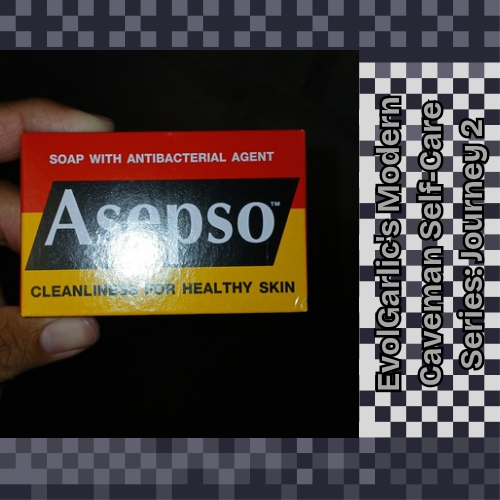 SOAP WITH ANTIBACTERIAL AGENT
Asepso™
CLEANLINESS FOR HEALTHY SKIN
EvolGarlic's Modern
Caveman Self-Care
Series: Journey 2